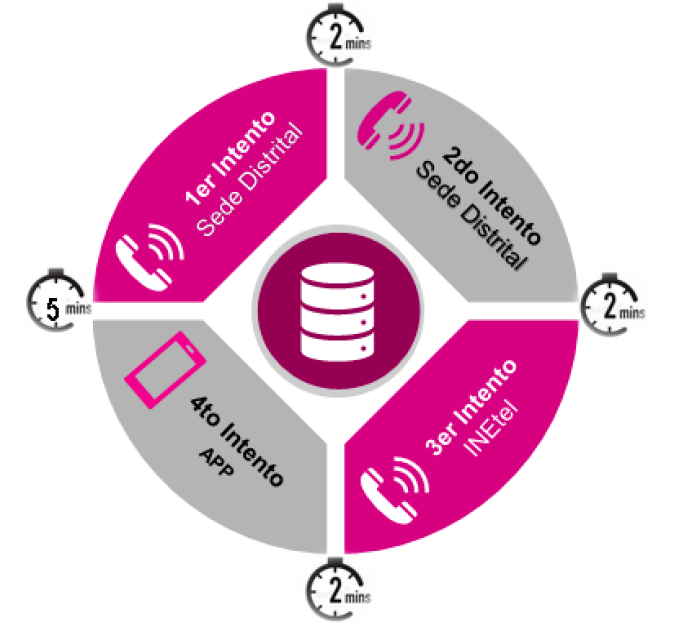 2 mins
1er Intento
Sede Distrital
2do Intento
Sede Distrital
5 mins
2 mins
4to Intento
APP
3er Intento
INEtel
2 mins